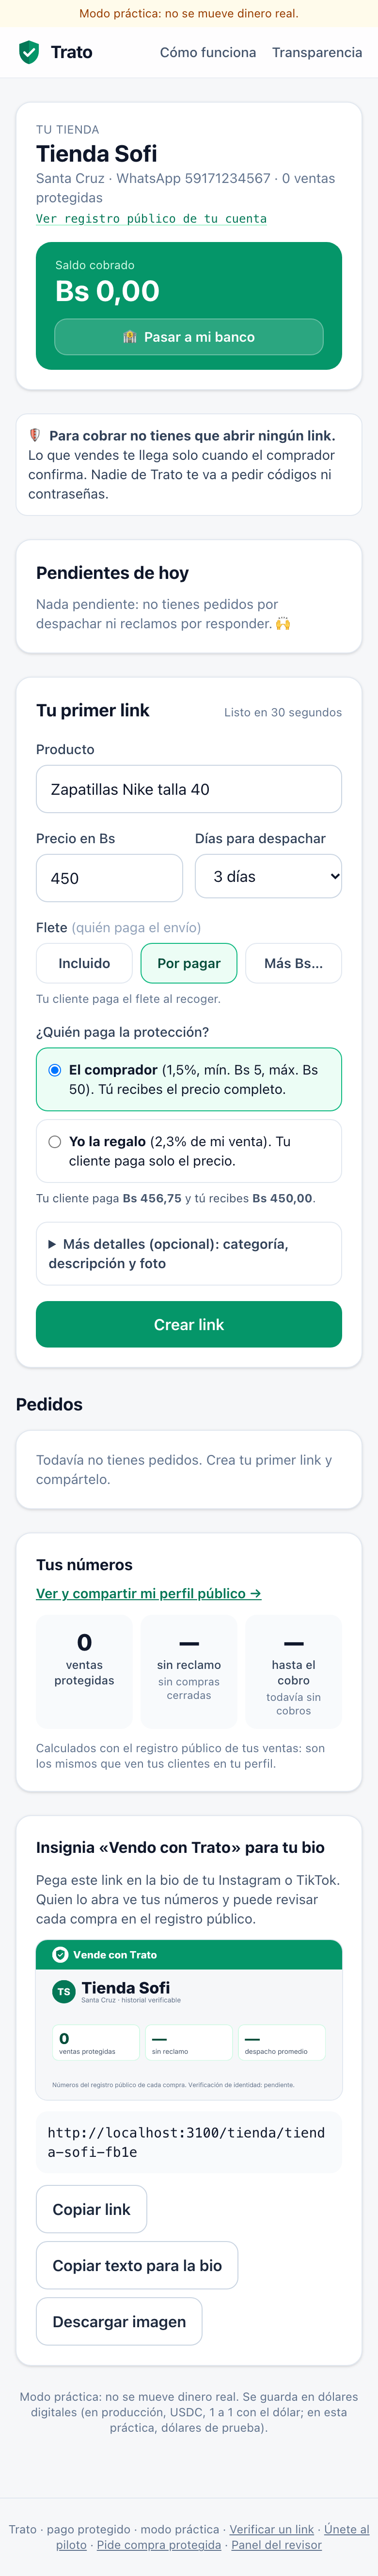 Modo práctica: no se mueve dinero real.
Trato
Cómo funciona
Transparencia
TU TIENDA
Tienda Sofi
Santa Cruz · WhatsApp 59171234567 · 0 ventas
protegidas
Ver registro público de tu cuenta
Saldo cobrado
Bs 0,00
🏦 Pasar a mi banco
🛡️ Para cobrar no tienes que abrir ningún link.
Lo que vendes te llega solo cuando el comprador
confirma. Nadie de Trato te va a pedir códigos ni
contraseñas.
Pendientes de hoy
Nada pendiente: no tienes pedidos por
despachar ni reclamos por responder. 🙌
Tu primer link
Listo en 30 segundos
Producto
Zapatillas Nike talla 40
Precio en Bs
Días para despachar
450
3 días
Flete (quién paga el envío)
Incluido
Por pagar
Más Bs...
Tu cliente paga el flete al recoger.
¿Quién paga la protección?
El comprador (1,5%, mín. Bs 5, máx. Bs
50). Tú recibes el precio completo.
Yo la regalo (2,3% de mi venta). Tu
cliente paga solo el precio.
Tu cliente paga Bs 456,75 y tú recibes Bs 450,00.
▶ Más detalles (opcional): categoría,
descripción y foto
Crear link
Pedidos
Todavía no tienes pedidos. Crea tu primer link y
compártelo.
Tus números
Ver y compartir mi perfil público →
0
ventas
protegidas
—
sin reclamo
sin compras
cerradas
—
hasta el
cobro
todavía sin
cobros
Calculados con el registro público de tus ventas: son
los mismos que ven tus clientes en tu perfil.
Insignia «Vendo con Trato» para tu bio
Pega este link en la bio de tu Instagram o TikTok.
Quien lo abra ve tus números y puede revisar
cada compra en el registro público.
Vende con Trato
TS
Tienda Sofi
Santa Cruz · historial verificable
0
ventas protegidas
—
sin reclamo
—
despacho promedio
Números del registro público de cada compra. Verificación de identidad: pendiente.
http://localhost:3100/tienda/tiend
a-sofi-fb1e
Copiar link
Copiar texto para la bio
Descargar imagen
Modo práctica: no se mueve dinero real. Se guarda en dólares
digitales (en producción, USDC, 1 a 1 con el dólar; en esta
práctica, dólares de prueba).
Trato · pago protegido · modo práctica · Verificar un link · Únete al
piloto · Pide compra protegida · Panel del revisor